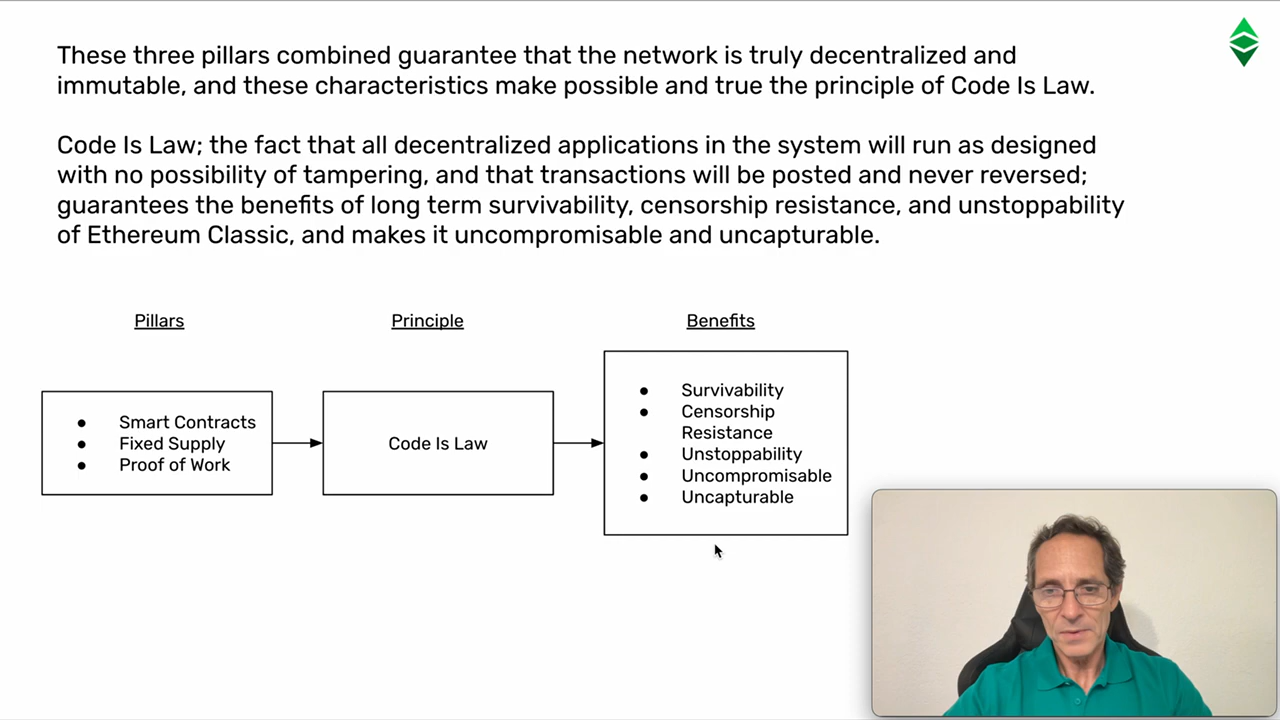 These three pillars combined guarantee that the network is truly decentralized and
immutable, and these characteristics make possible and true the principle of Code Is Law.
Code Is Law; the fact that all decentralized applications in the system will run as designed
with no possibility of tampering, and that transactions will be posted and never reversed;
guarantees the benefits of long term survivability, censorship resistance, and unstoppability
of Ethereum Classic, and makes it uncompromisable and uncapturable.
Pillars
Principle
Benefits
Smart Contracts
Fixed Supply
Proof of Work
Code Is Law
Survivability
Censorship
Resistance
Unstoppability
Uncompromisable
Uncapturable